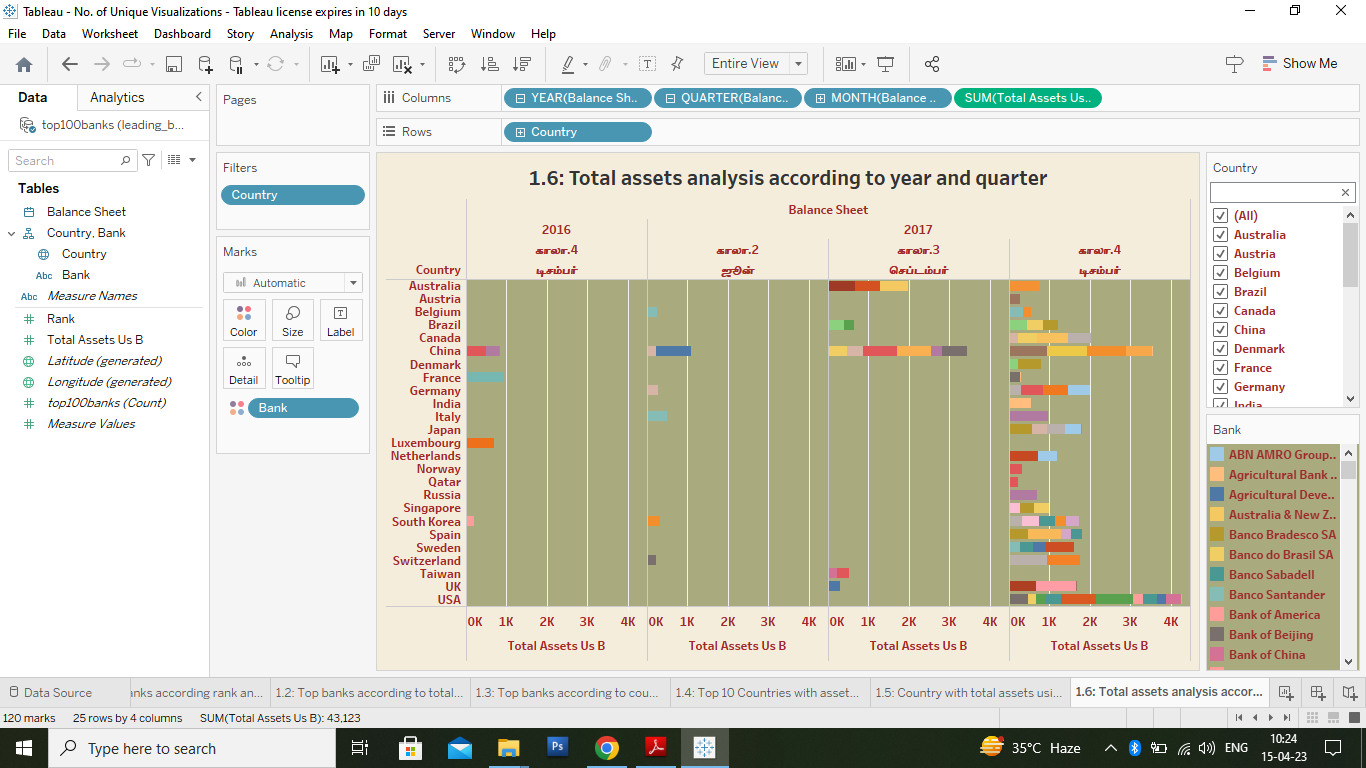 Tableau - No. of Unique Visualizations - Tableau license expires in 10 days
File Data Worksheet Dashboard Story Analysis Map Format Server Window Help
Entire View
Show Me
Data Analytics
top100banks (leading_b...
Search
Tables
Balance Sheet
Country, Bank
Country
Abc Bank
Abc Measure Names
Rank
Total Assets Us B
Latitude (generated)
Longitude (generated)
top100banks (Count)
Measure Values
Pages
Filters
Country
Marks
Automatic
Color Size Label
Detail Tooltip
Bank
Columns YEAR(Balance Sh.. QUARTER(Balanc.. MONTH(Balance .. SUM(Total Assets Us..
Rows Country
1.6: Total assets analysis according to year and quarter
Balance Sheet
2016 2017
காலா.4 காலா.2 காலா.3 காலா.4
Country டிசம்பர் ஜூன் செப்டம்பர் டிசம்பர்
Australia
Austria
Belgium
Brazil
Canada
China
Denmark
France
Germany
India
Italy
Japan
Luxembourg
Netherlands
Norway
Qatar
Russia
Singapore
South Korea
Spain
Sweden
Switzerland
Taiwan
UK
USA
0K 1K 2K 3K 4K 0K 1K 2K 3K 4K 0K 1K 2K 3K 4K 0K 1K 2K 3K 4K
Total Assets Us B Total Assets Us B Total Assets Us B Total Assets Us B
Country
(All)
Australia
Austria
Belgium
Brazil
Canada
China
Denmark
France
Germany
India
Bank
ABN AMRO Group..
Agricultural Bank ..
Agricultural Deve..
Australia & New Z..
Banco Bradesco SA
Banco do Brasil SA
Banco Sabadell
Banco Santander
Bank of America
Bank of Beijing
Bank of China
Data Source anks according rank an... 1.2: Top banks according to total... 1.3: Top banks according to cou... 1.4: Top 10 Countries with asset... 1.5: Country with total assets usi... 1.6: Total assets analysis accor...
120 marks 25 rows by 4 columns SUM(Total Assets Us B): 43,123
Type here to search
Ps
35°C Haze
ENG
10:24
15-04-23